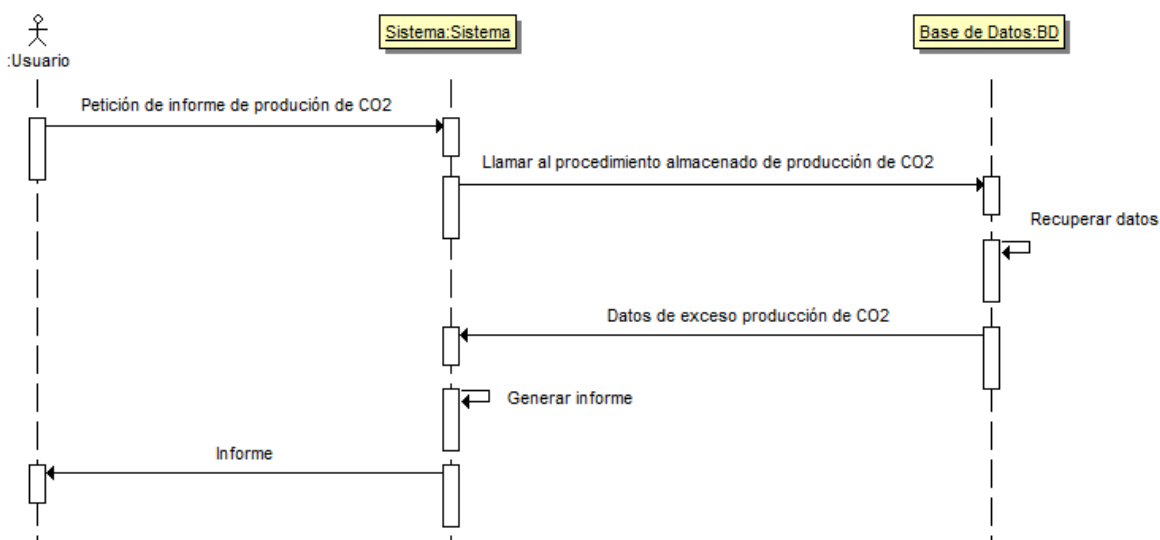 :Usuario
Sistema:Sistema
Base de Datos:BD
Petición de informe de produción de CO2
Llamar al procedimiento almacenado de producción de CO2
Recuperar datos
Datos de exceso producción de CO2
Generar informe
Informe